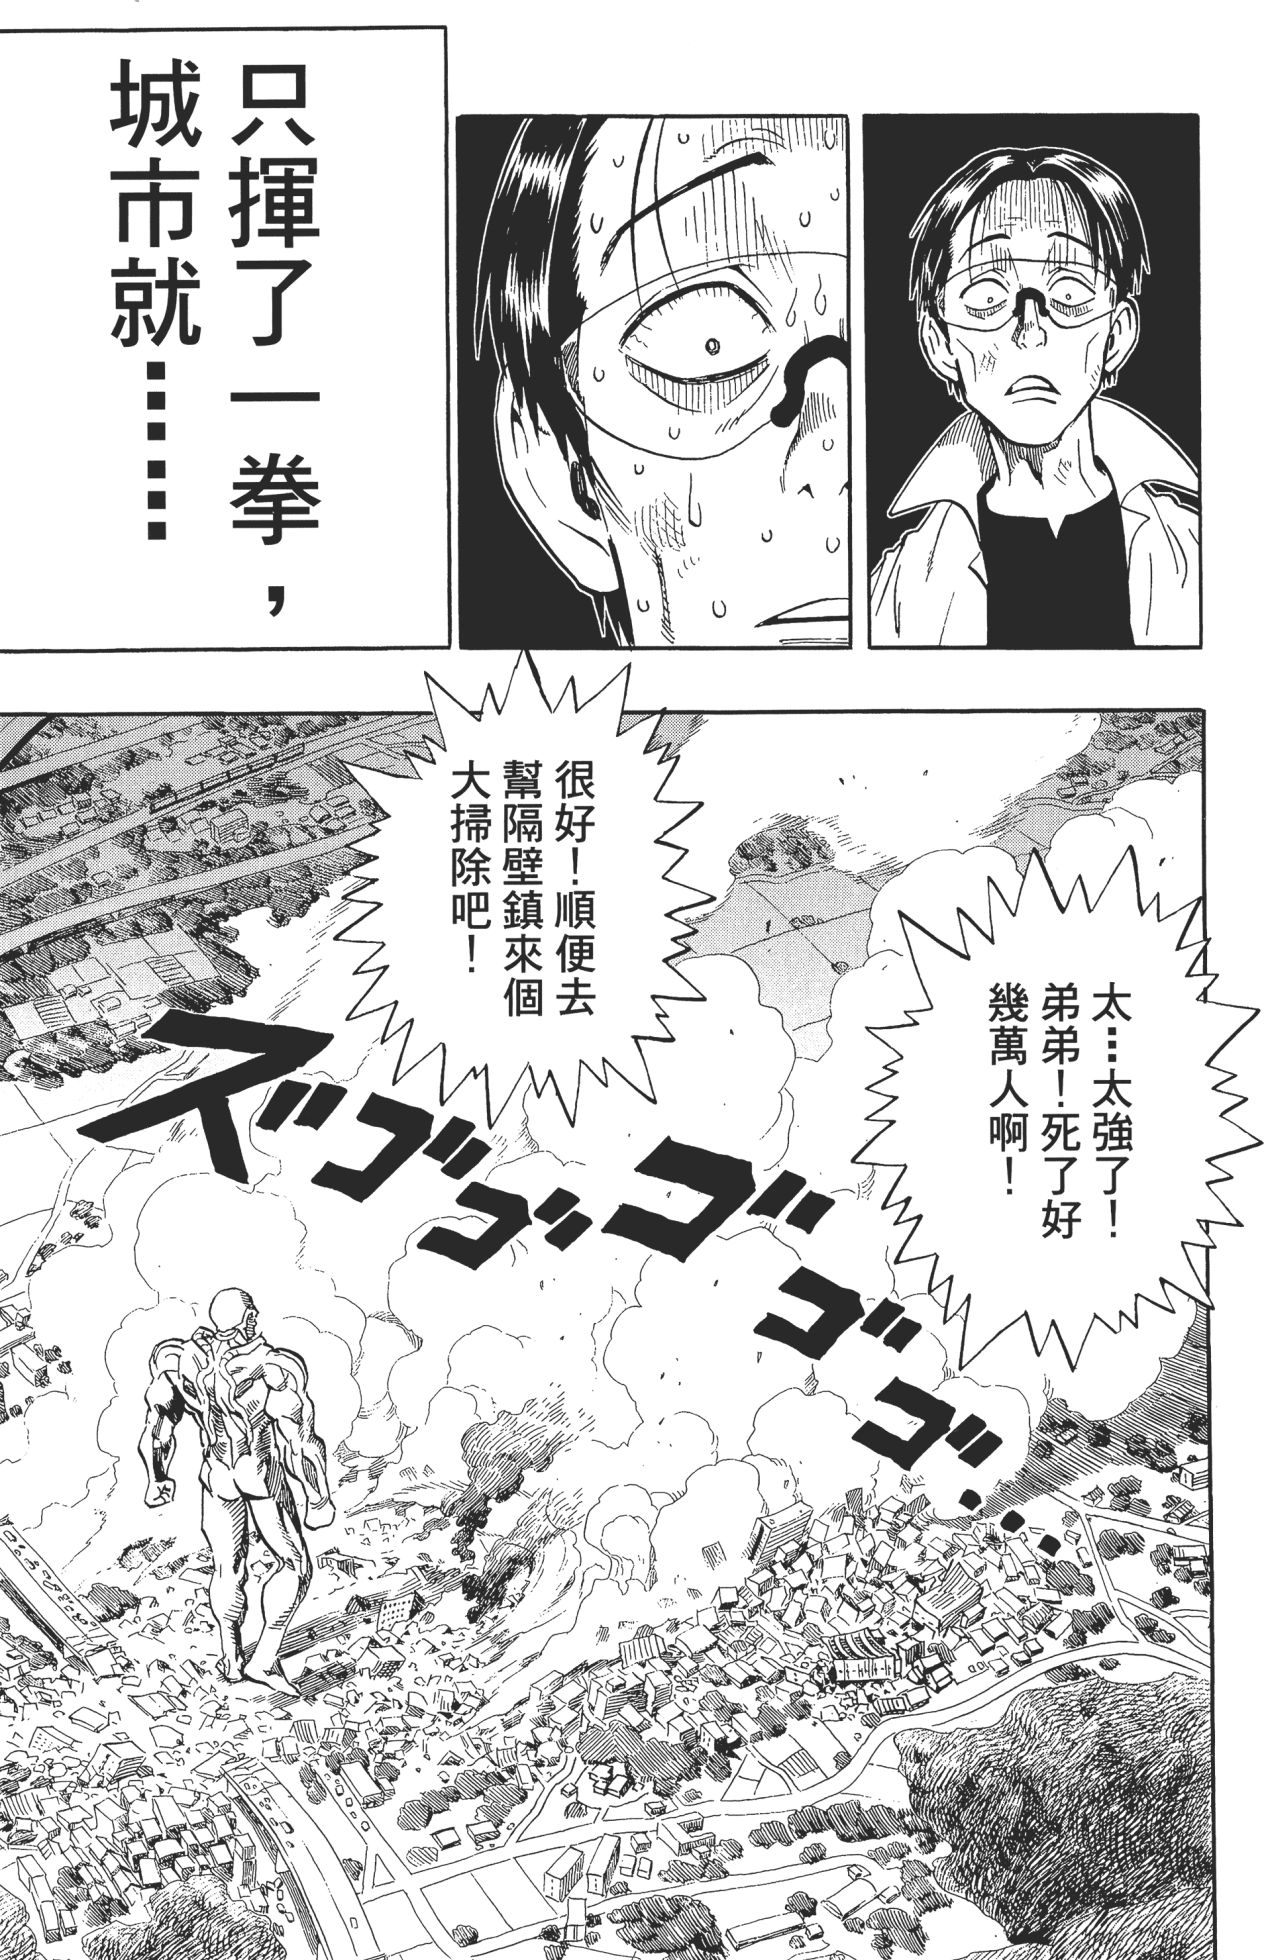 只揮了一拳，
城市就……
太…太強了！
弟弟！死了好
幾萬人啊！
很好！順便去
幫隔壁鎮來個
大掃除吧！
ズゴゴゴゴゴ…